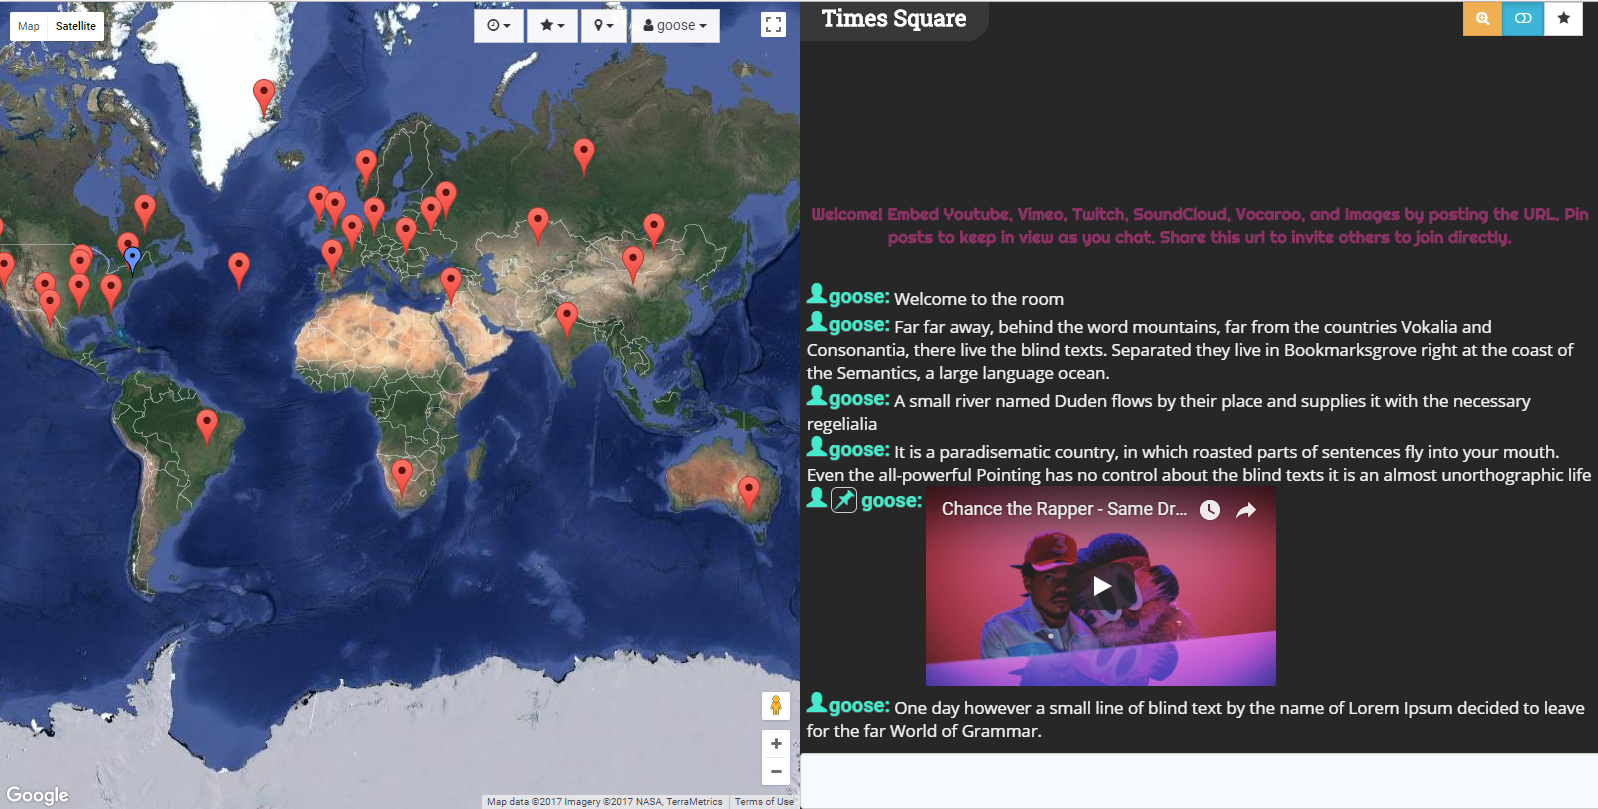 Map Satellite
goose
Times Square
Welcome! Embed Youtube, Vimeo, Twitch, SoundCloud, Vocaroo, and Images by posting the URL. Pin
posts to keep in view as you chat. Share this url to invite others to join directly.
goose: Welcome to the room
goose: Far far away, behind the word mountains, far from the countries Vokalia and
Consonantia, there live the blind texts. Separated they live in Bookmarksgrove right at the coast of
the Semantics, a large language ocean.
goose: A small river named Duden flows by their place and supplies it with the necessary
regelialia
goose: It is a paradisematic country, in which roasted parts of sentences fly into your mouth.
Even the all-powerful Pointing has no control about the blind texts it is an almost unorthographic life
goose:
Chance the Rapper - Same Dr...
3
goose: One day however a small line of blind text by the name of Lorem Ipsum decided to leave
for the far World of Grammar.
Google
Map data ©2017 Imagery ©2017 NASA, TerraMetrics Terms of Use